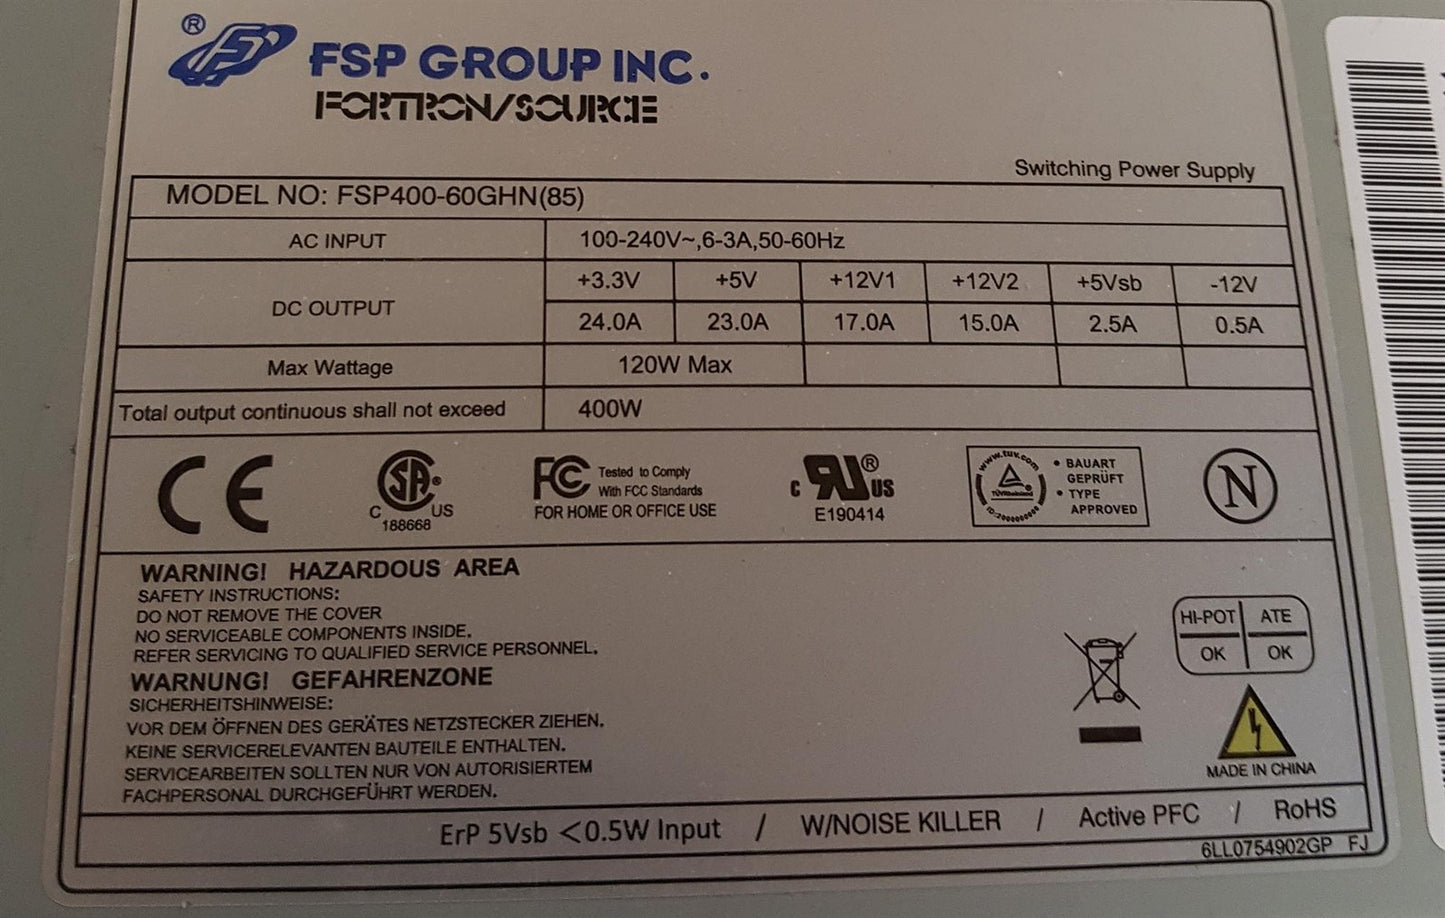 ® FSP FSP GROUP INC.
FORTRON/SOURCE
Switching Power Supply
MODEL NO: FSP400-60GHN(85)
AC INPUT 100-240V~,6-3A,50-60Hz
DC OUTPUT +3.3V +5V +12V1 +12V2 +5Vsb -12V
24.0A 23.0A 17.0A 15.0A 2.5A 0.5A
Max Wattage 120W Max
Total output continuous shall not exceed 400W
CE
SA® C US 188668
FC Tested to Comply
With FCC Standards
FOR HOME OR OFFICE USE
C RU® US
E190414
www.tuv.com
TÜVRheinland
• BAUART
GEPRÜFT
• TYPE
APPROVED
N
WARNING! HAZARDOUS AREA
SAFETY INSTRUCTIONS:
DO NOT REMOVE THE COVER
NO SERVICEABLE COMPONENTS INSIDE.
REFER SERVICING TO QUALIFIED SERVICE PERSONNEL.
WARNUNG! GEFAHRENZONE
SICHERHEITSHINWEISE:
VOR DEM ÖFFNEN DES GERÄTES NETZSTECKER ZIEHEN.
KEINE SERVICERELEVANTEN BAUTEILE ENTHALTEN.
SERVICEARBEITEN SOLLTEN NUR VON AUTORISIERTEM
FACHPERSONAL DURCHGEFÜHRT WERDEN.
HI-POT ATE
OK OK
MADE IN CHINA
ErP 5Vsb <0.5W Input / W/NOISE KILLER / Active PFC / RoHS
6LL0754902GP FJ